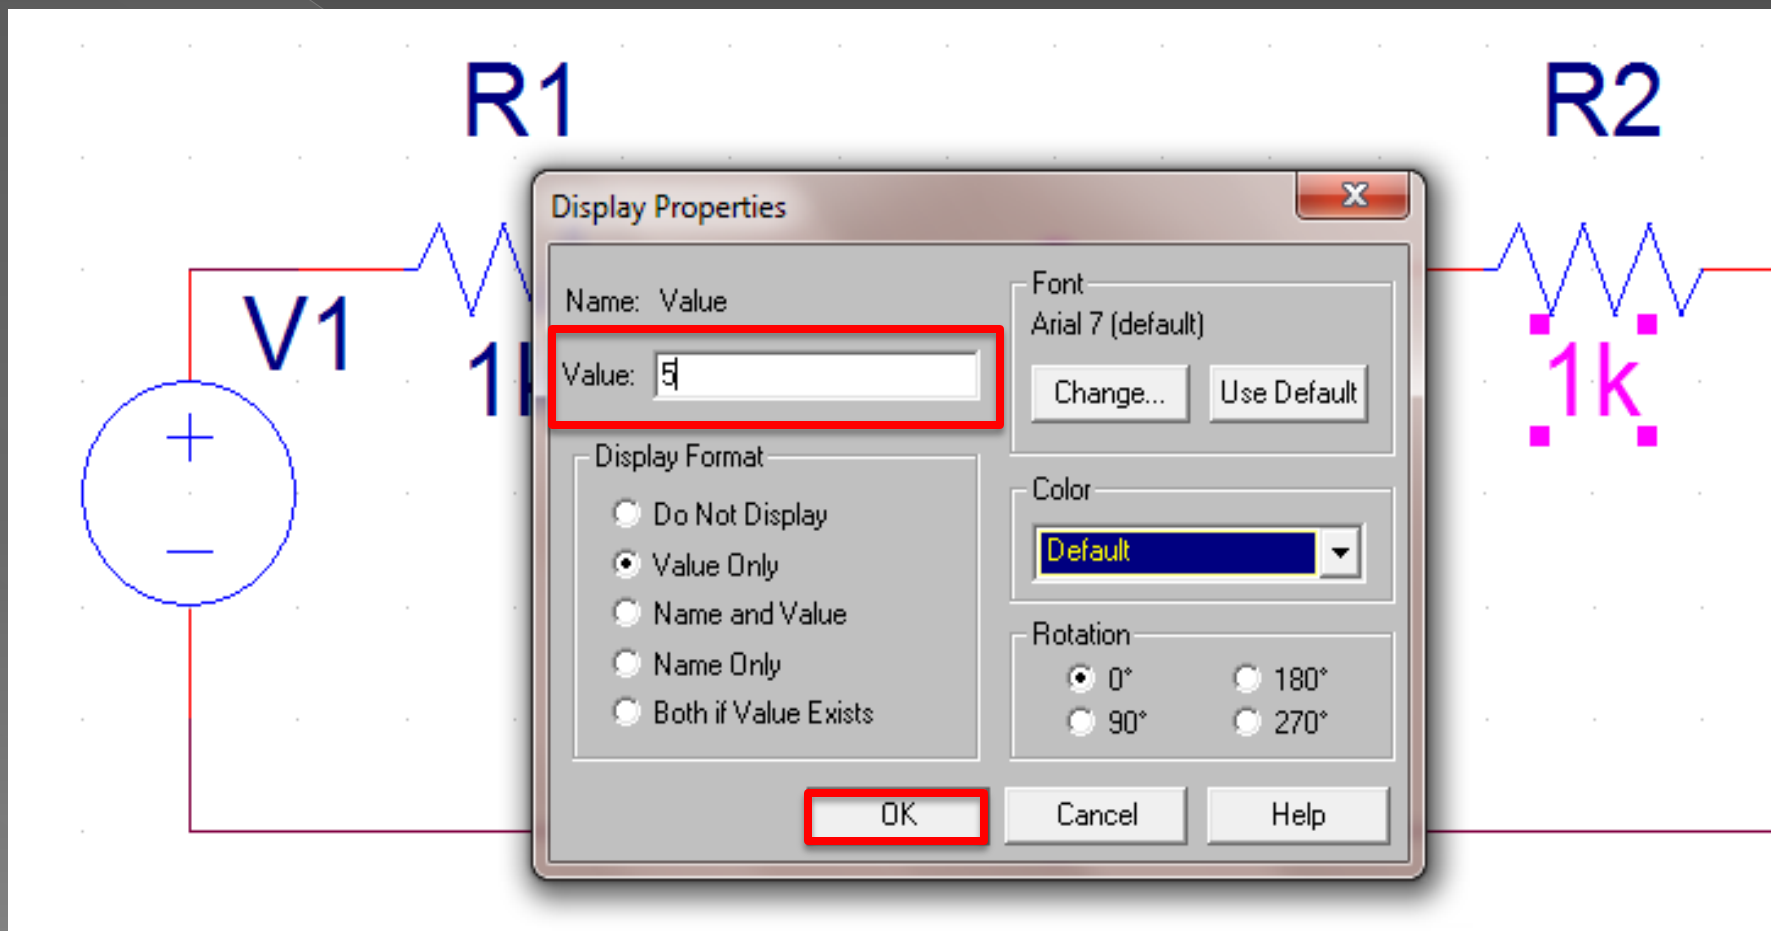 R1
R2
Display Properties
V1
Name: Value
Value: 5
Display Format
Do Not Display
Value Only
Name and Value
Name Only
Both if Value Exists
Font
Arial 7 (default)
Change...
Use Default
Color
Default
Rotation
0°
180°
90°
270°
OK
Cancel
Help
1k